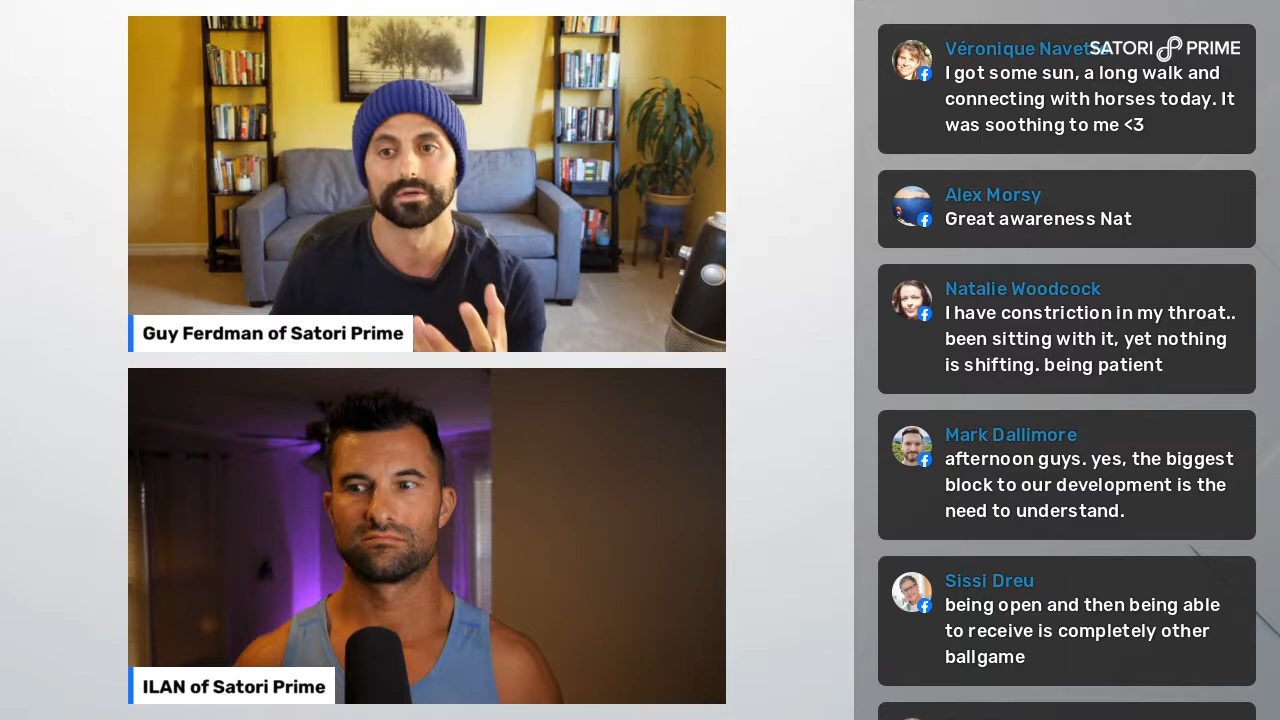 Guy Ferdman of Satori Prime
ILAN of Satori Prime
SATORI PRIME
Véronique
I got some sun, a long walk and
connecting with horses today. It
was soothing to me <3
Alex Morsy
Great awareness Nat
Natalie Woodcock
I have constriction in my throat..
been sitting with it, yet nothing
is shifting. being patient
Mark Dallimore
afternoon guys. yes, the biggest
block to our development is the
need to understand.
Sissi Dreu
being open and then being able
to receive is completely other
ballgame